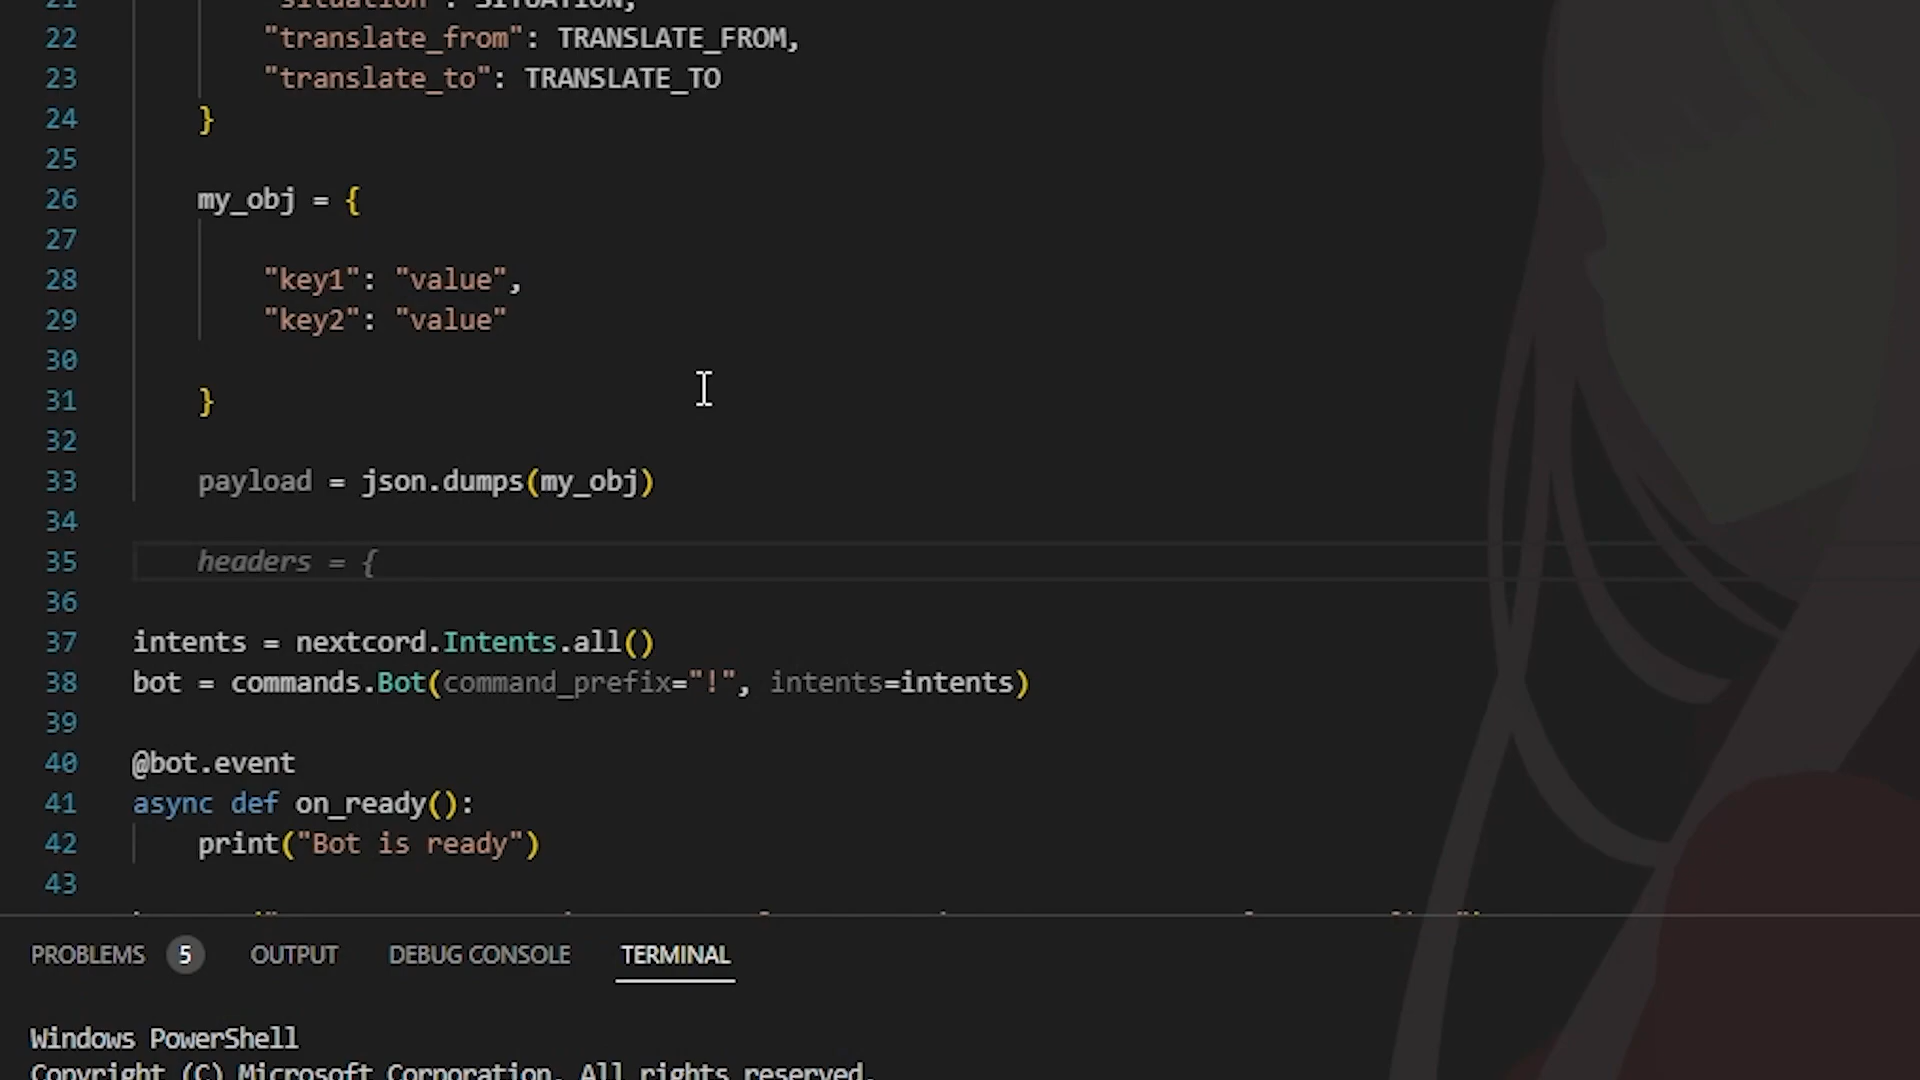 21 "situation": SITUATION,
22 "translate_from": TRANSLATE_FROM,
23 "translate_to": TRANSLATE_TO
24 }
25
26 my_obj = {
27
28 "key1": "value",
29 "key2": "value"
30
31 }
32
33 payload = json.dumps(my_obj)
34
35 headers = {
36
37 intents = nextcord.Intents.all()
38 bot = commands.Bot(command_prefix="!", intents=intents)
39
40 @bot.event
41 async def on_ready():
42 print("Bot is ready")
43
PROBLEMS 5 OUTPUT DEBUG CONSOLE TERMINAL
Windows PowerShell
Copyright (C) Microsoft Corporation. All rights reserved.